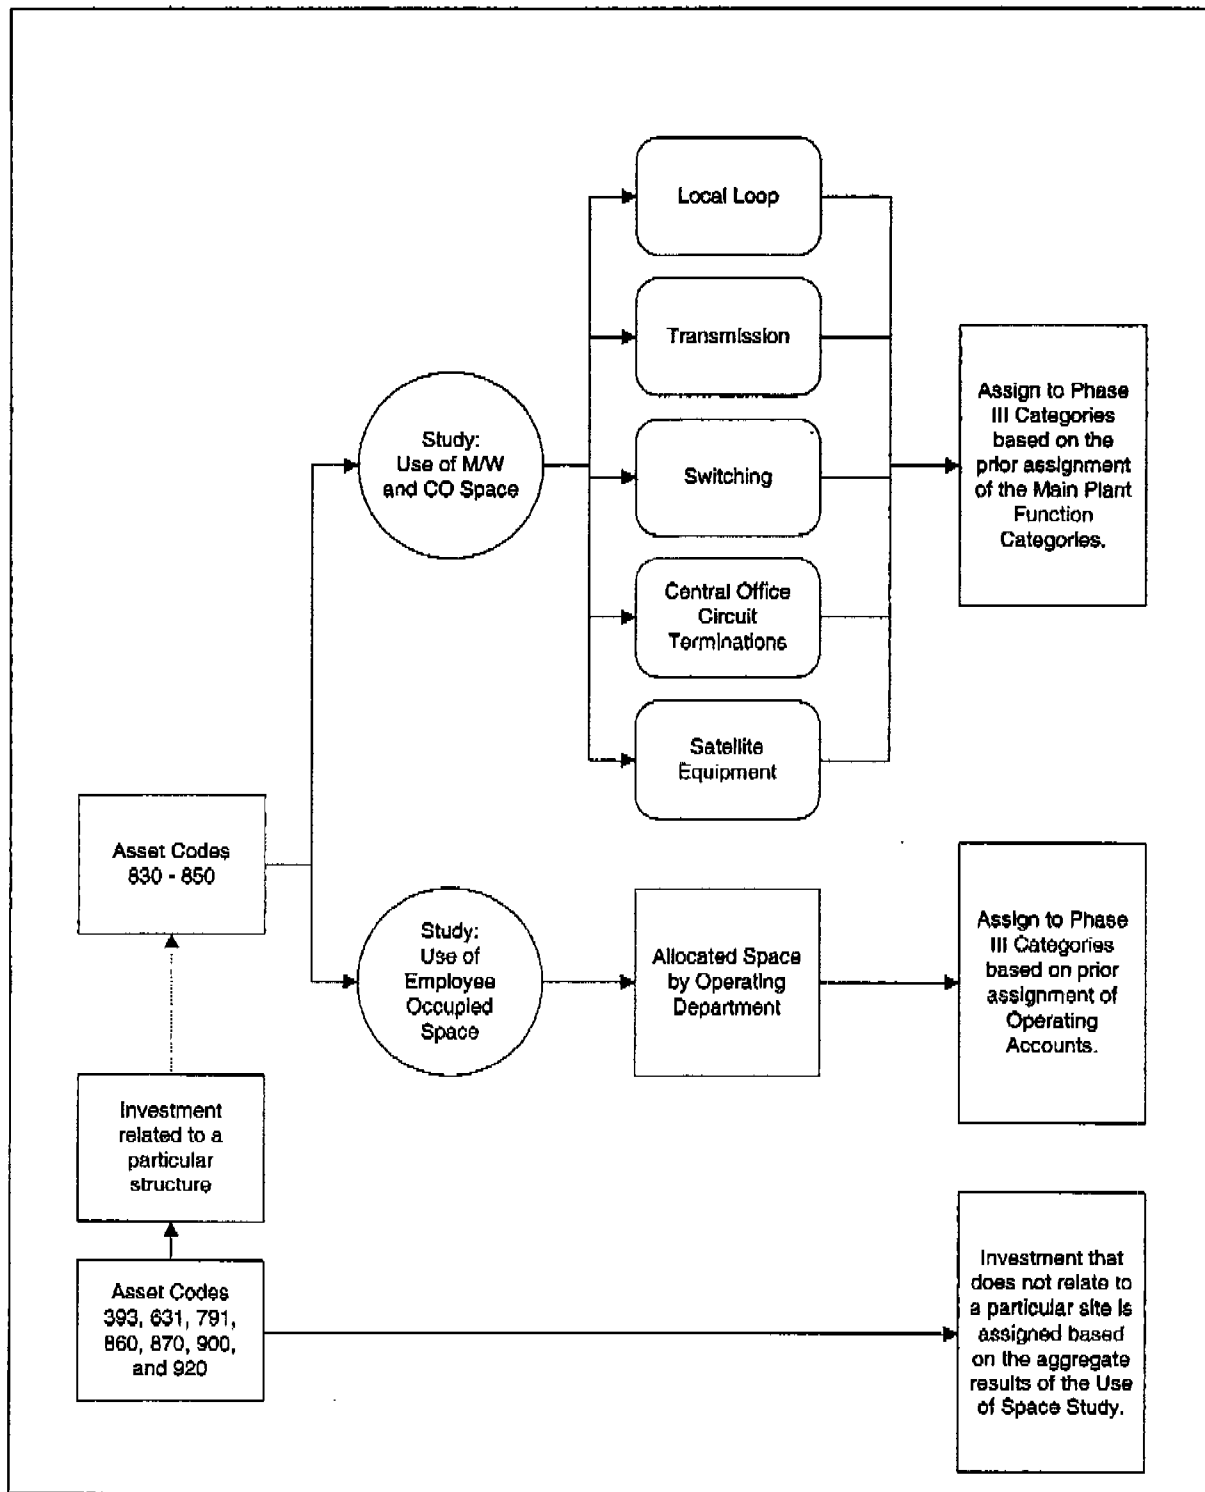 Local Loop
Transmission
Switching
Central Office
Circuit
Terminations
Satellite
Equipment
Study:
Use of M/W
and CO Space
Assign to Phase
III Categories
based on the
prior assignment
of the Main Plant
Function
Categories.
Asset Codes
830 - 850
Study:
Use of
Employee
Occupied
Space
Allocated Space
by Operating
Department
Assign to Phase
III Categories
based on prior
assignment of
Operating
Accounts.
Investment
related to a
particular
structure
Asset Codes
393, 631, 791,
860, 870, 900,
and 920
Investment that
does not relate to
a particular site is
assigned based
on the aggregate
results of the Use
of Space Study.